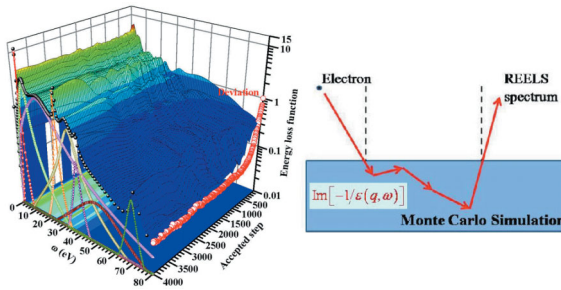 15
10
1
0.1
0.01
Energy loss function
Deviation
0
10
20
30
40
50
60
70
80
ω (eV)
500
1000
1500
2000
2500
3000
3500
4000
Accepted step
Electron
REELS
spectrum
Im[-1/ε(q,ω)]
Monte Carlo Simulation